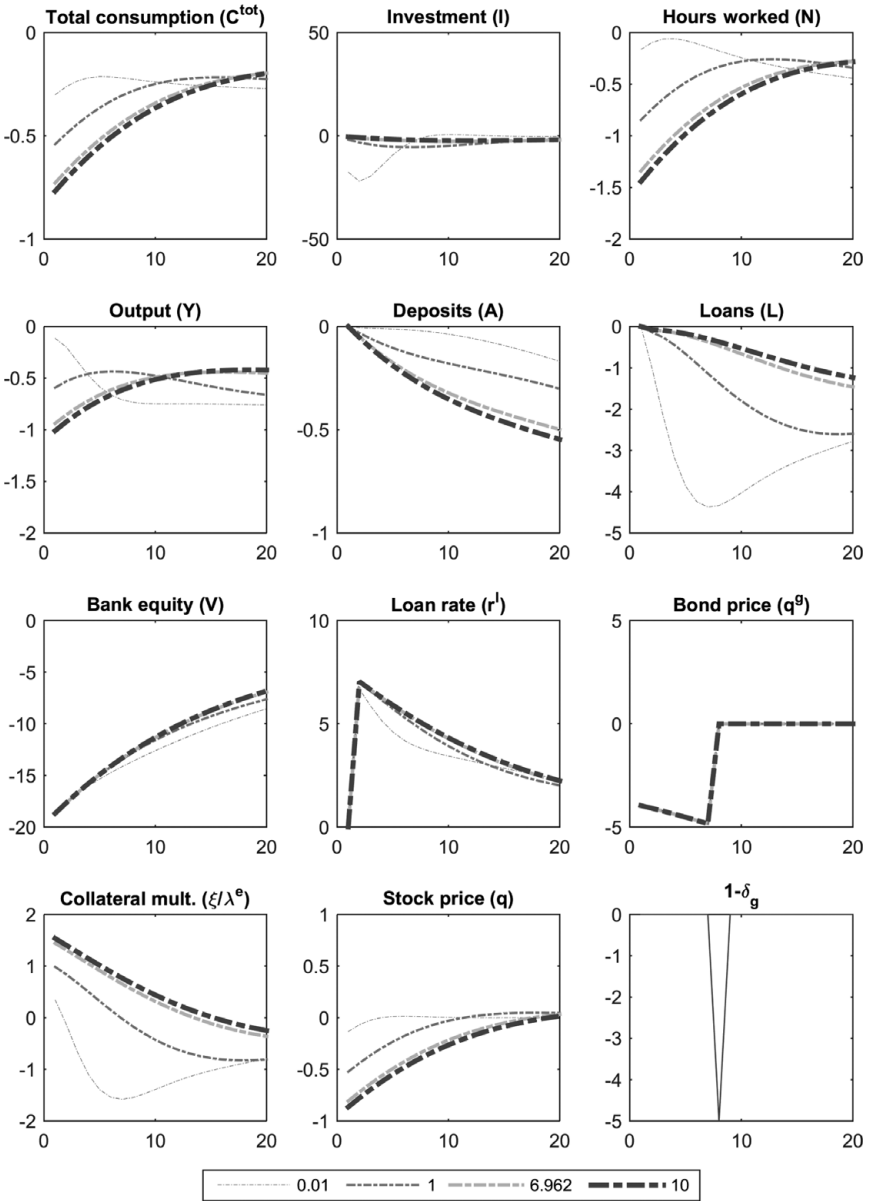 Total consumption (C^tot)
Investment (I)
Hours worked (N)
0
-0.5
-1
0 10 20
50
0
-50
0 10 20
0
-0.5
-1
-1.5
-2
0 10 20
Output (Y)
Deposits (A)
Loans (L)
0
-0.5
-1
-1.5
-2
0 10 20
0
-0.5
-1
0 10 20
0
-1
-2
-3
-4
-5
0 10 20
Bank equity (V)
Loan rate (r^l)
Bond price (q^g)
0
-5
-10
-15
-20
0 10 20
10
5
0
0 10 20
5
0
-5
0 10 20
Collateral mult. (ξ/λ^e)
Stock price (q)
1-δ_g
2
1
0
-1
-2
0 10 20
1
0.5
0
-0.5
-1
0 10 20
0
-1
-2
-3
-4
-5
0 10 20
0.01 1 6.962 10